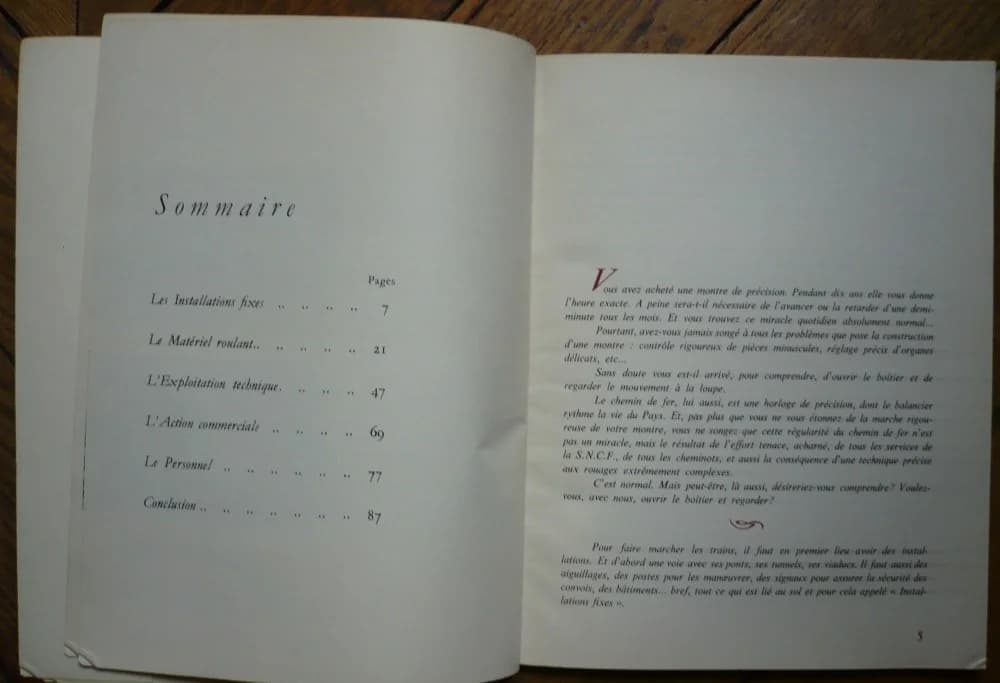 Sommaire
Pages
Les Installations fixes .. .. .. .. 7
Le Matériel roulant.. .. .. .. .. 21
L'Exploitation technique. .. .. .. 47
L'Action commerciale .. .. .. .. 69
Le Personnel .. .. .. .. .. .. 77
Conclusion .. .. .. .. .. .. .. 87
Vous avez acheté une montre de précision. Pendant dix ans elle vous donne
l'heure exacte. A peine sera-t-il nécessaire de l'avancer ou la retarder d'une demi-
minute tous les mois. Et vous trouvez ce miracle quotidien absolument normal...
Pourtant, avez-vous jamais songé à tous les problèmes que pose la construction
d'une montre : contrôle rigoureux de pièces minuscules, réglage précis d'organes
délicats, etc...
Sans doute vous est-il arrivé, pour comprendre, d'ouvrir le boîtier et de
regarder le mouvement à la loupe.
Le chemin de fer, lui aussi, est une horloge de précision, dont le balancier
rythme la vie du Pays. Et, pas plus que vous ne vous étonnez de la marche rigou-
reuse de votre montre, vous ne songez que cette régularité du chemin de fer n'est
pas un miracle, mais le résultat de l'effort tenace, acharné, de tous les services de
la S.N.C.F., de tous les cheminots, et aussi la conséquence d'une technique précise
aux rouages extrêmement complexes.
C'est normal. Mais peut-être, là aussi, désireriez-vous comprendre? Voulez-
vous, avec nous, ouvrir le boîtier et regarder?
Pour faire marcher les trains, il faut en premier lieu avoir des instal-
lations. Et d'abord une voie avec ses ponts, ses tunnels, ses viaducs. Il faut aussi des
aiguillages, des postes pour les manœuvrer, des signaux pour assurer la sécurité des
convois, des bâtiments... bref, tout ce qui est lié au sol et pour cela appelé « Instal-
lations fixes ».
5